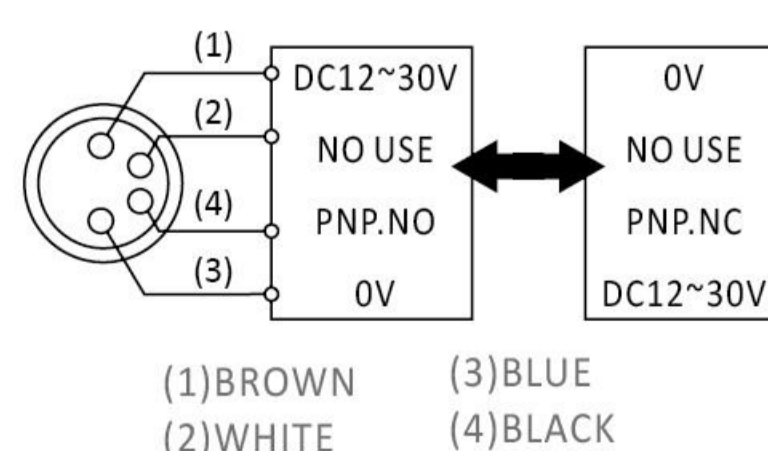 (1)
DC12~30V
(2)
NO USE
(4)
PNP.NO
(3)
0V
0V
NO USE
PNP.NC
DC12~30V
(1)BROWN
(2)WHITE
(3)BLUE
(4)BLACK